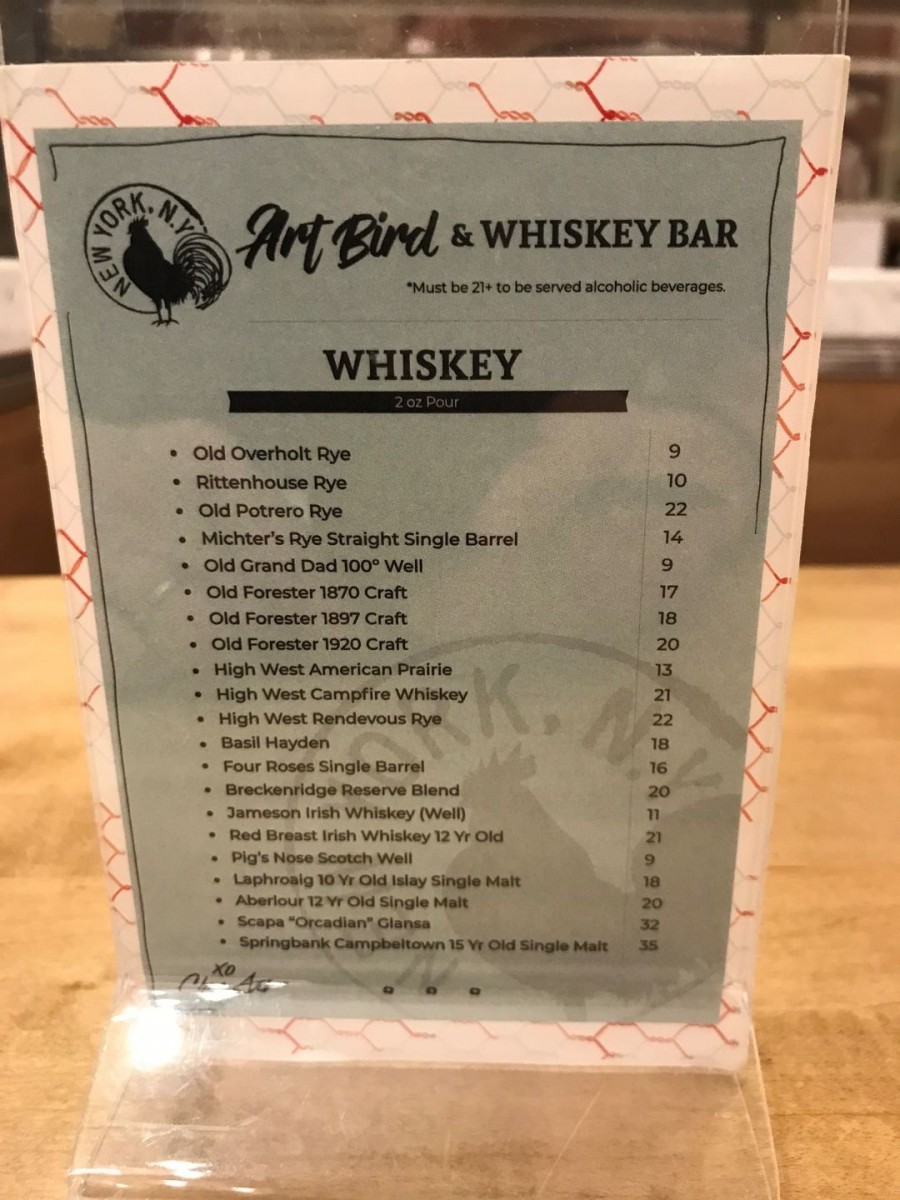 NEW YORK, N.Y.
Art Bird & WHISKEY BAR
*Must be 21+ to be served alcoholic beverages.
WHISKEY
2 oz Pour
• Old Overholt Rye 9
• Rittenhouse Rye 10
• Old Potrero Rye 22
• Michter's Rye Straight Single Barrel 14
• Old Grand Dad 100° Well 9
• Old Forester 1870 Craft 17
• Old Forester 1897 Craft 18
• Old Forester 1920 Craft 20
• High West American Prairie 13
• High West Campfire Whiskey 21
• High West Rendevous Rye 22
• Basil Hayden 18
• Four Roses Single Barrel 16
• Breckenridge Reserve Blend 20
• Jameson Irish Whiskey (Well) 11
• Red Breast Irish Whiskey 12 Yr Old 21
• Pig's Nose Scotch Well 9
• Laphroaig 10 Yr Old Islay Single Malt 18
• Aberlour 12 Yr Old Single Malt 20
• Scapa "Orcadian" Glansa 32
• Springbank Campbeltown 15 Yr Old Single Malt 35
XO